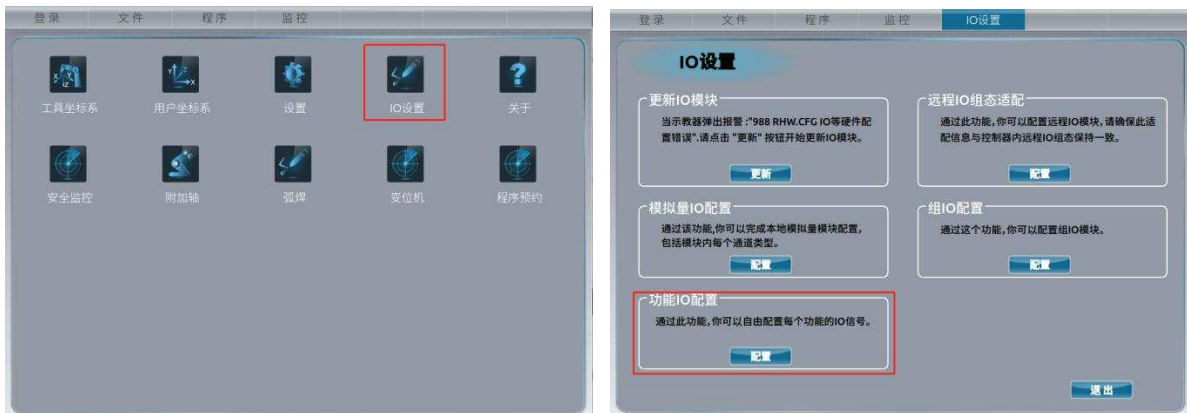 登录 文件 程序 监控
工具坐标系 用户坐标系 设置 IO设置 关于
安全监控 附加轴 弧焊 变位机 程序预约
登录 文件 程序 监控 IO设置
IO设置
更新IO模块
当示教器弹出报警:"988 RHW.CFG IO等硬件配
置错误".请点击 "更新" 按钮开始更新IO模块。
更新
远程IO组态适配
通过此功能,你可以配置远程IO模块,请确保此适
配信息与控制器内远程IO组态保持一致。
配置
模拟量IO配置
通过该功能,你可以完成本地模拟量模块配置,
包括模块内每个通道类型。
配置
组IO配置
通过这个功能,你可以配置组IO模块。
配置
功能IO配置
通过此功能,你可以自由配置每个功能的IO信号。
配置
退出